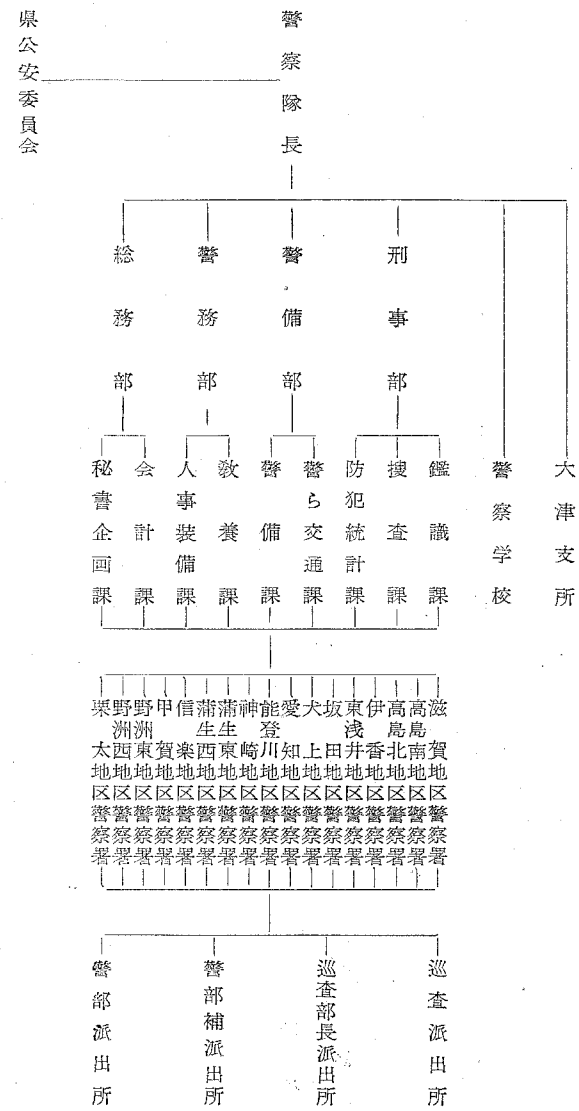 警察隊長
県公安委員会
大津支所
警察学校
刑事部
警備部
警務部
総務部
鑑識課
捜査課
防犯統計課
警ら交通課
警備課
教養課
人事装備課
会計課
秘書企画課
滋賀地区警察署
高島南地区警察署
高島北地区警察署
伊香地区警察署
東浅井地区警察署
坂田地区警察署
犬上地区警察署
愛知地区警察署
能登川地区警察署
神崎地区警察署
蒲生東地区警察署
蒲生西地区警察署
信楽地区警察署
甲賀地区警察署
野洲東地区警察署
野洲西地区警察署
栗太地区警察署
巡査派出所
巡査部長派出所
警部補派出所
警部派出所